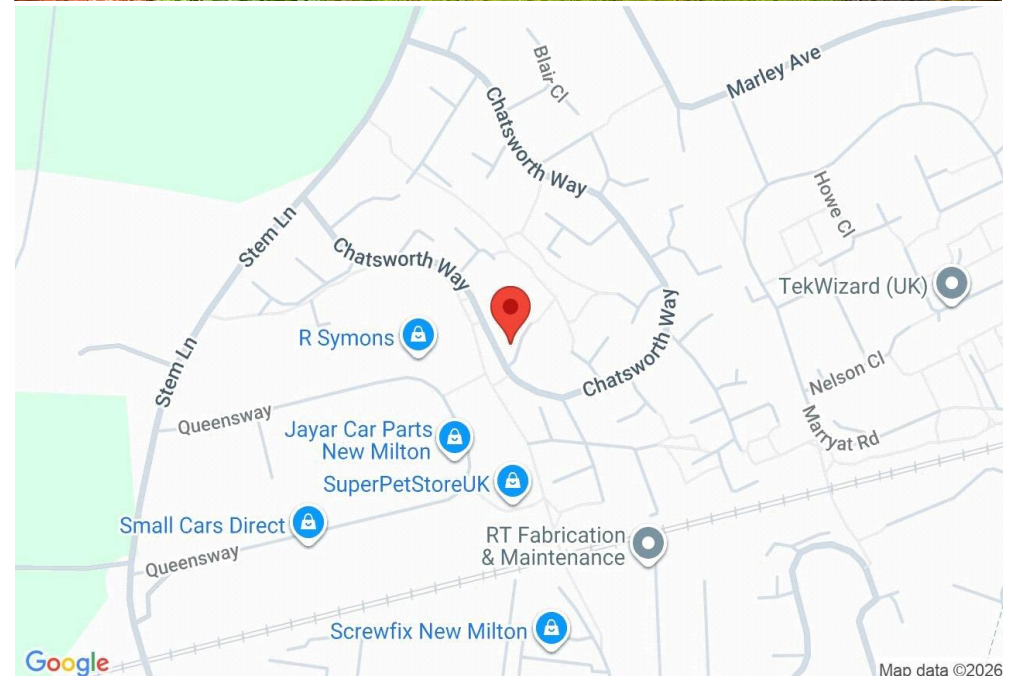 Blair Cl
Marley Ave
Chatsworth Way
Howe Cl
Stem Ln
Chatsworth Way
TekWizard (UK)
Chatsworth Way
R Symons
Stem Ln
Nelson Cl
Queensway
Marryat Rd
Jayar Car Parts
New Milton
SuperPetStoreUK
Small Cars Direct
RT Fabrication
& Maintenance
Queensway
Screwfix New Milton
Google
Map data ©2026